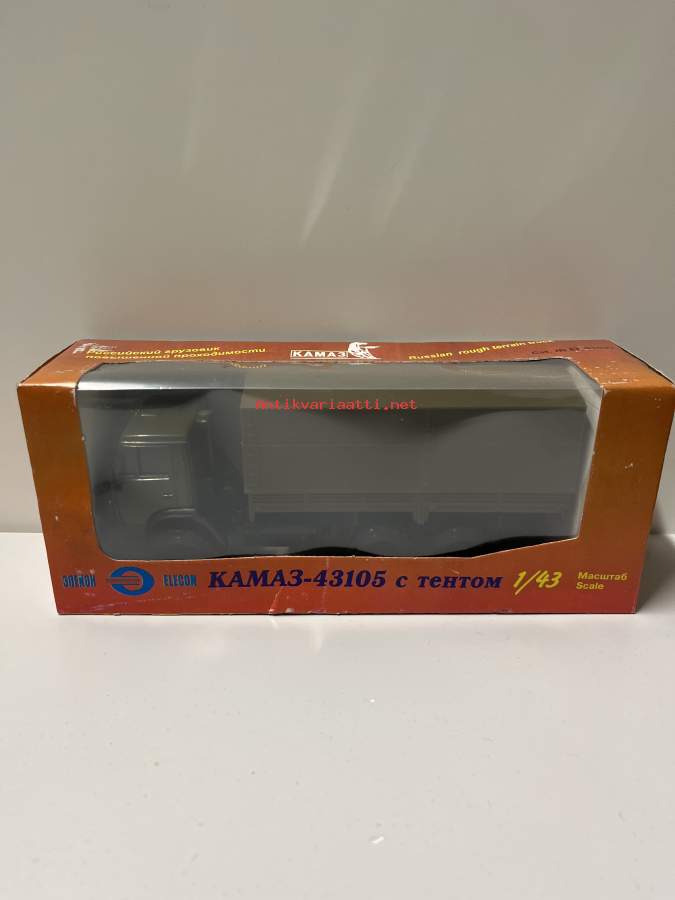 Российский грузовик
повышенной проходимости
КАМАЗ
Russian rough terrain
Antikvariaatti.net
ЭЛЕКОН
ELECON
КАМАЗ-43105 с тентом
1/43
Масштаб
Scale